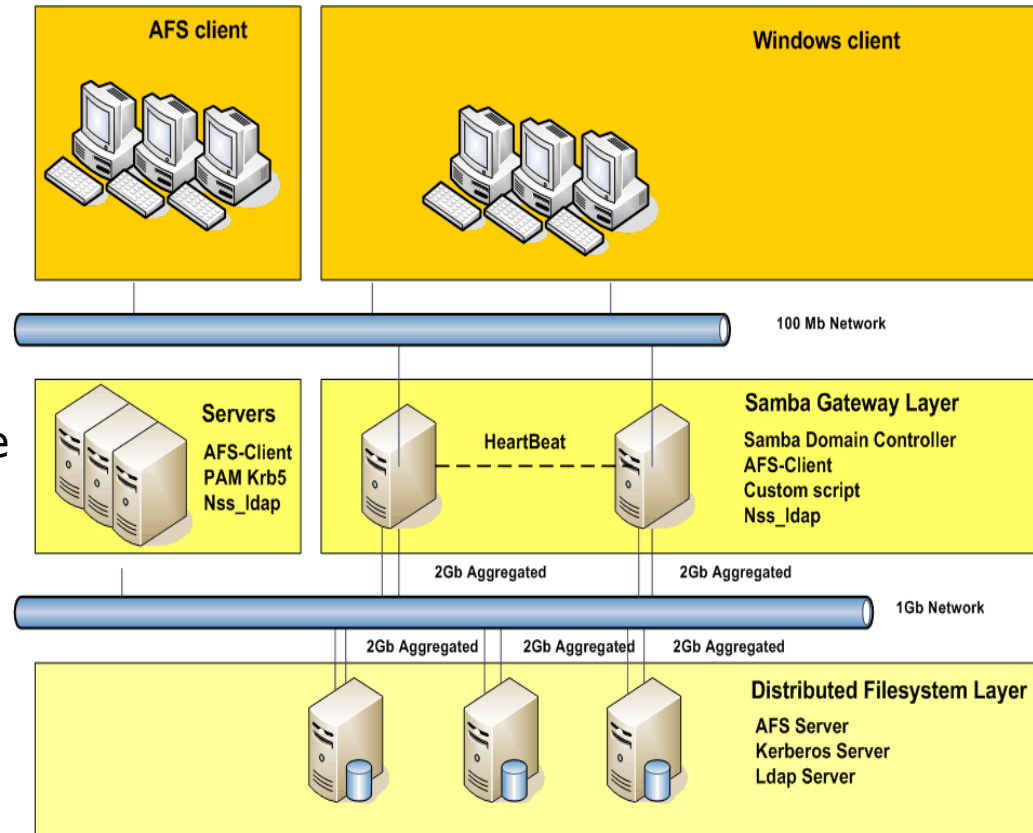 AFS client
Windows client
100 Mb Network
e
Servers
AFS-Client
PAM Krb5
Nss_ldap
HeartBeat
Samba Gateway Layer
Samba Domain Controller
AFS-Client
Custom script
Nss_ldap
2Gb Aggregated
2Gb Aggregated
1Gb Network
2Gb Aggregated
2Gb Aggregated
2Gb Aggregated
Distributed Filesystem Layer
AFS Server
Kerberos Server
Ldap Server